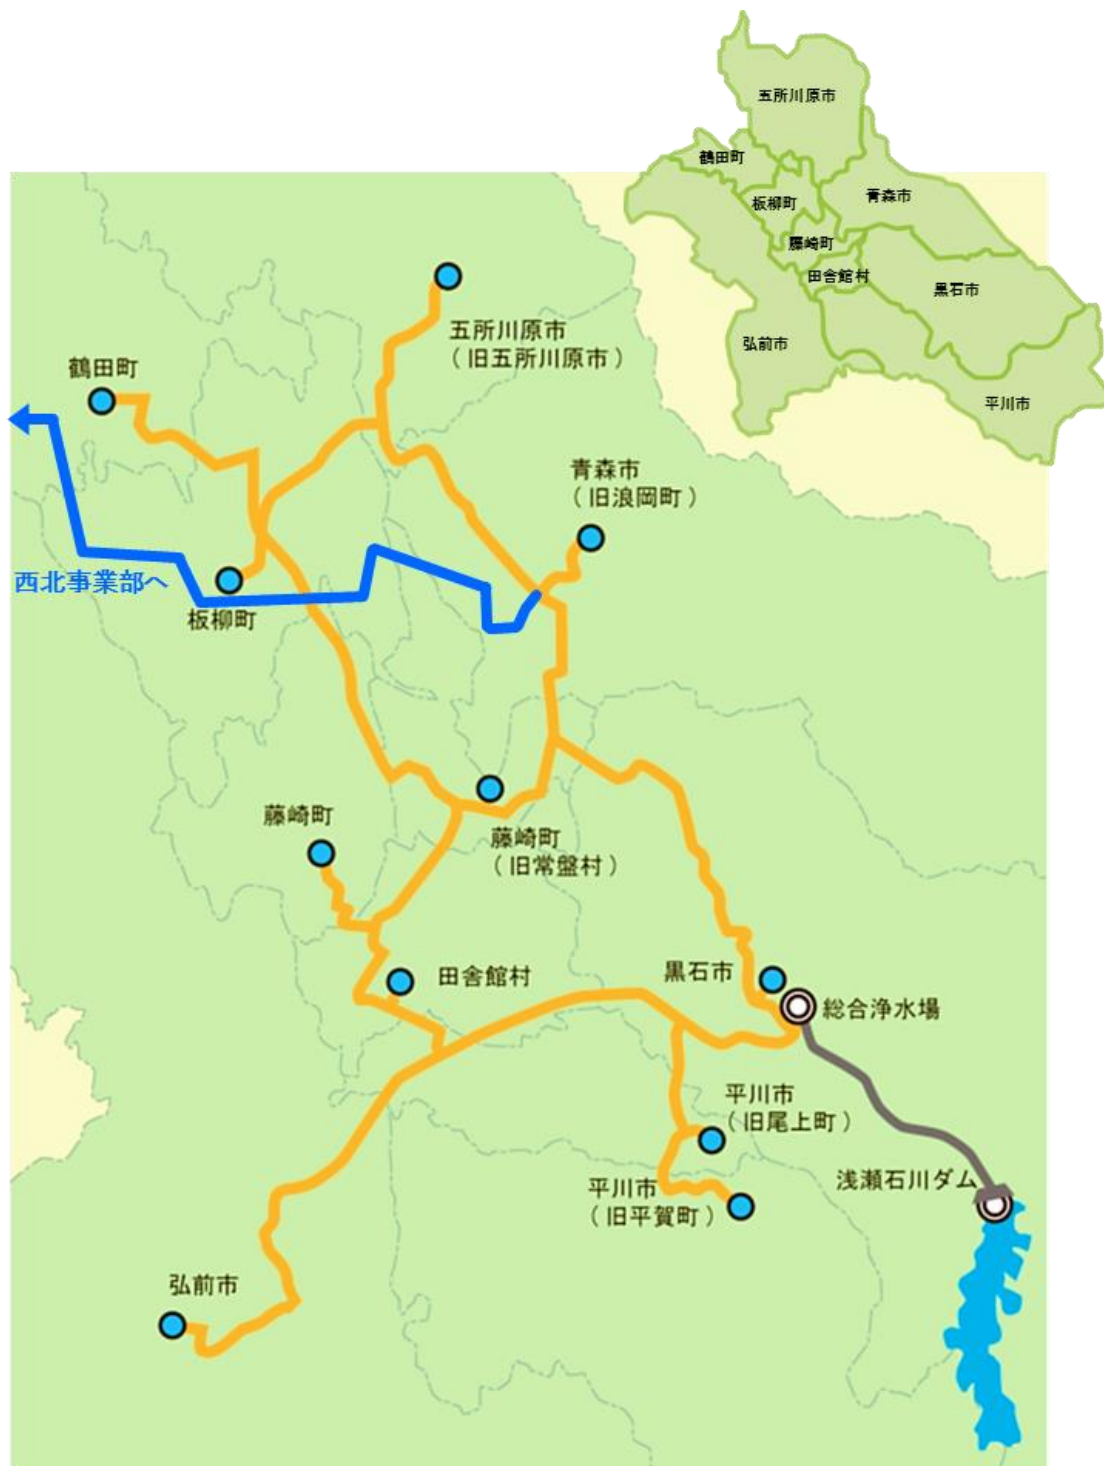 五所川原市
鶴田町
青森市
板柳町
藤崎町
田舎館村
黒石市
弘前市
平川市
五所川原市
（旧五所川原市）
鶴田町
青森市
（旧浪岡町）
西北事業部へ
板柳町
藤崎町
藤崎町
（旧常盤村）
田舎館村
黒石市
総合浄水場
平川市
（旧尾上町）
浅瀬石川ダム
平川市
（旧平賀町）
弘前市